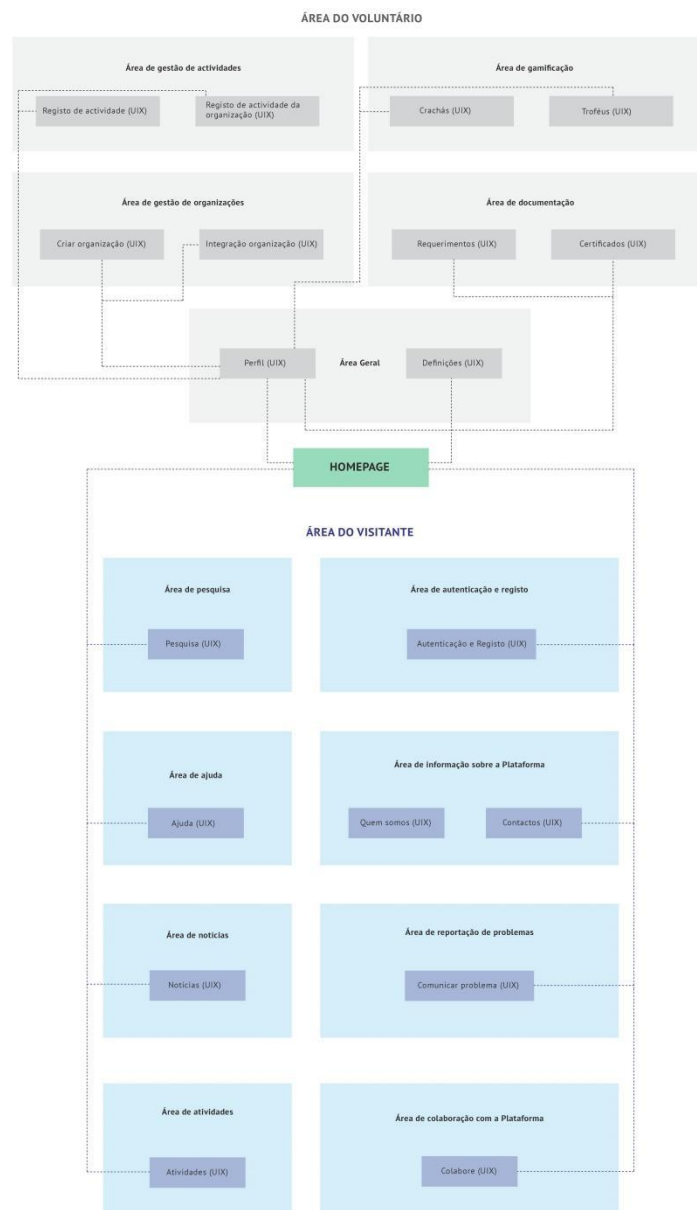 ÁREA DO VOLUNTÁRIO
Área de gestão de actividades
Registo de actividade (UIX)
Registo de actividade da
organização (UIX)
Área de gamificação
Crachás (UIX)
Troféus (UIX)
Área de gestão de organizações
Criar organização (UIX)
Integração organização (UIX)
Área de documentação
Requerimentos (UIX)
Certificados (UIX)
Perfil (UIX)
Área Geral
Definições (UIX)
HOMEPAGE
ÁREA DO VISITANTE
Área de pesquisa
Pesquisa (UIX)
Área de autenticação e registo
Autenticação e Registo (UIX)
Área de ajuda
Ajuda (UIX)
Área de informação sobre a Plataforma
Quem somos (UIX)
Contactos (UIX)
Área de noticias
Noticias (UIX)
Área de reportação de problemas
Comunicar problema (UIX)
Área de atividades
Atividades (UIX)
Área de colaboração com a Plataforma
Colabore (UIX)